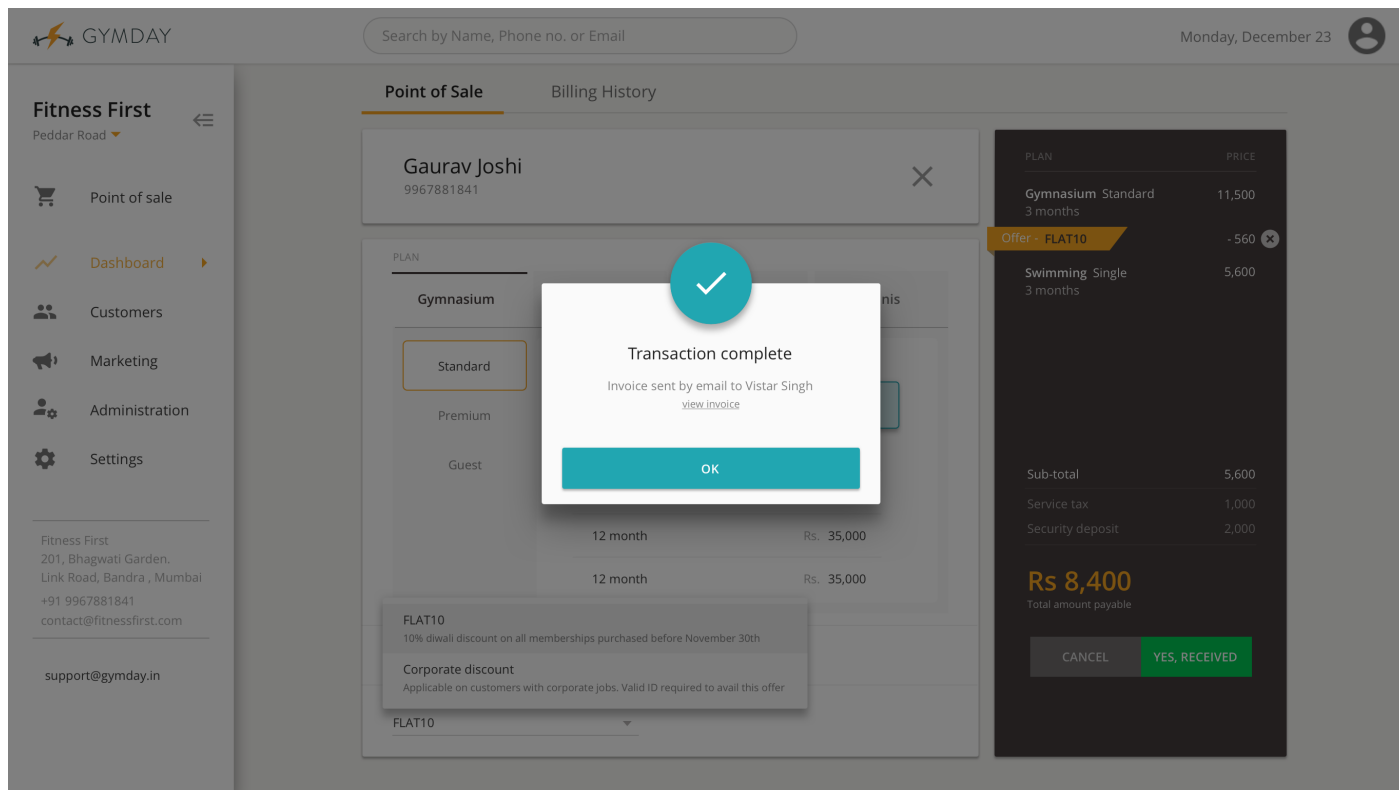 GYMDAY
Search by Name, Phone no. or Email
Monday, December 23
Fitness First
Peddar Road
Point of sale
Dashboard
Customers
Marketing
Administration
Settings
Fitness First
201, Bhagwati Garden.
Link Road, Bandra , Mumbai
+91 9967881841
contact@fitnessfirst.com
support@gymday.in
Point of Sale Billing History
Gaurav Joshi
9967881841
PLAN
Gymnasium nis
Standard
Premium
Guest
12 month Rs. 35,000
12 month Rs. 35,000
FLAT10
10% diwali discount on all memberships purchased before November 30th
Corporate discount
Applicable on customers with corporate jobs. Valid ID required to avail this offer
FLAT10
Transaction complete
Invoice sent by email to Vistar Singh
view invoice
OK
PLAN PRICE
Gymnasium Standard 11,500
3 months
Offer - FLAT10 - 560
Swimming Single 5,600
3 months
Sub-total 5,600
Service tax 1,000
Security deposit 2,000
Rs 8,400
Total amount payable
CANCEL YES, RECEIVED